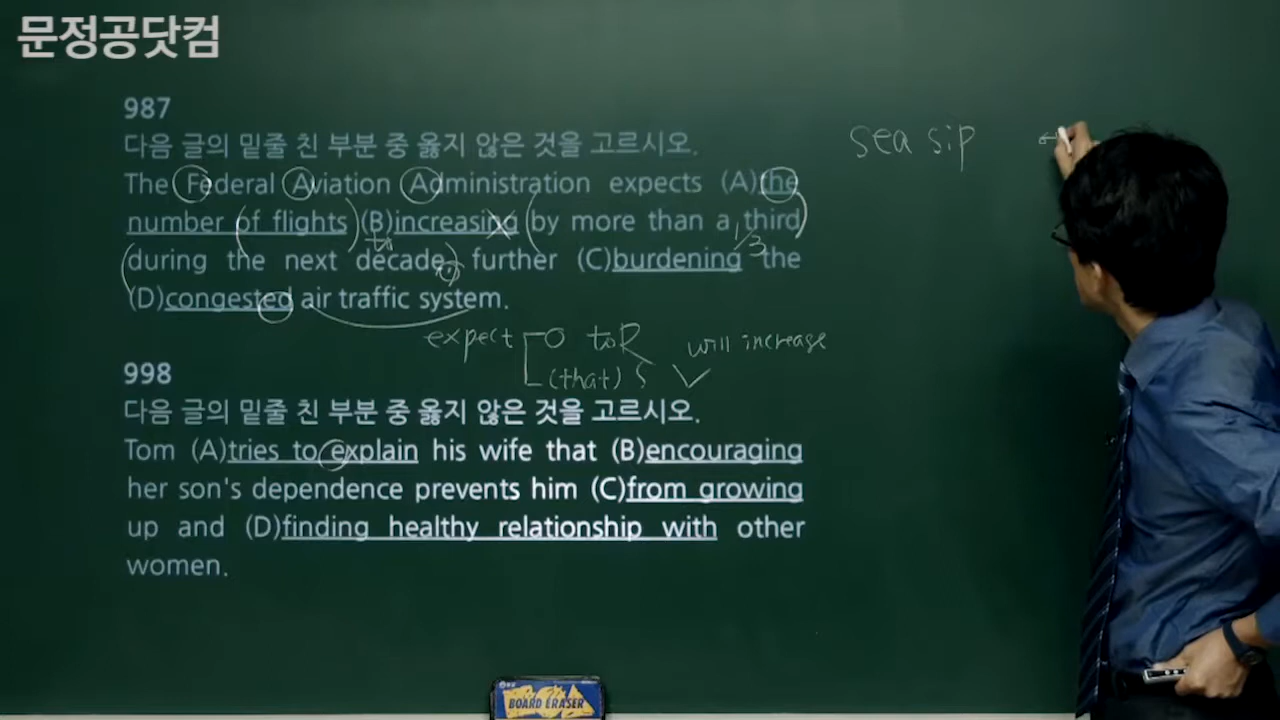 문정공닷컴
987
다음 글의 밑줄 친 부분 중 옳지 않은 것을 고르시오.
The Federal Aviation Administration expects (A)the
number of flights (B)increasing by more than a third
to
1/3
during the next decade, further (C)burdening the
(D)congested air traffic system.
expect O to R
(that) S V
will increase
998
다음 글의 밑줄 친 부분 중 옳지 않은 것을 고르시오.
Tom (A)tries to explain his wife that (B)encouraging
her son's dependence prevents him (C)from growing
up and (D)finding healthy relationship with other
women.
sea sip
BOARD ERASER